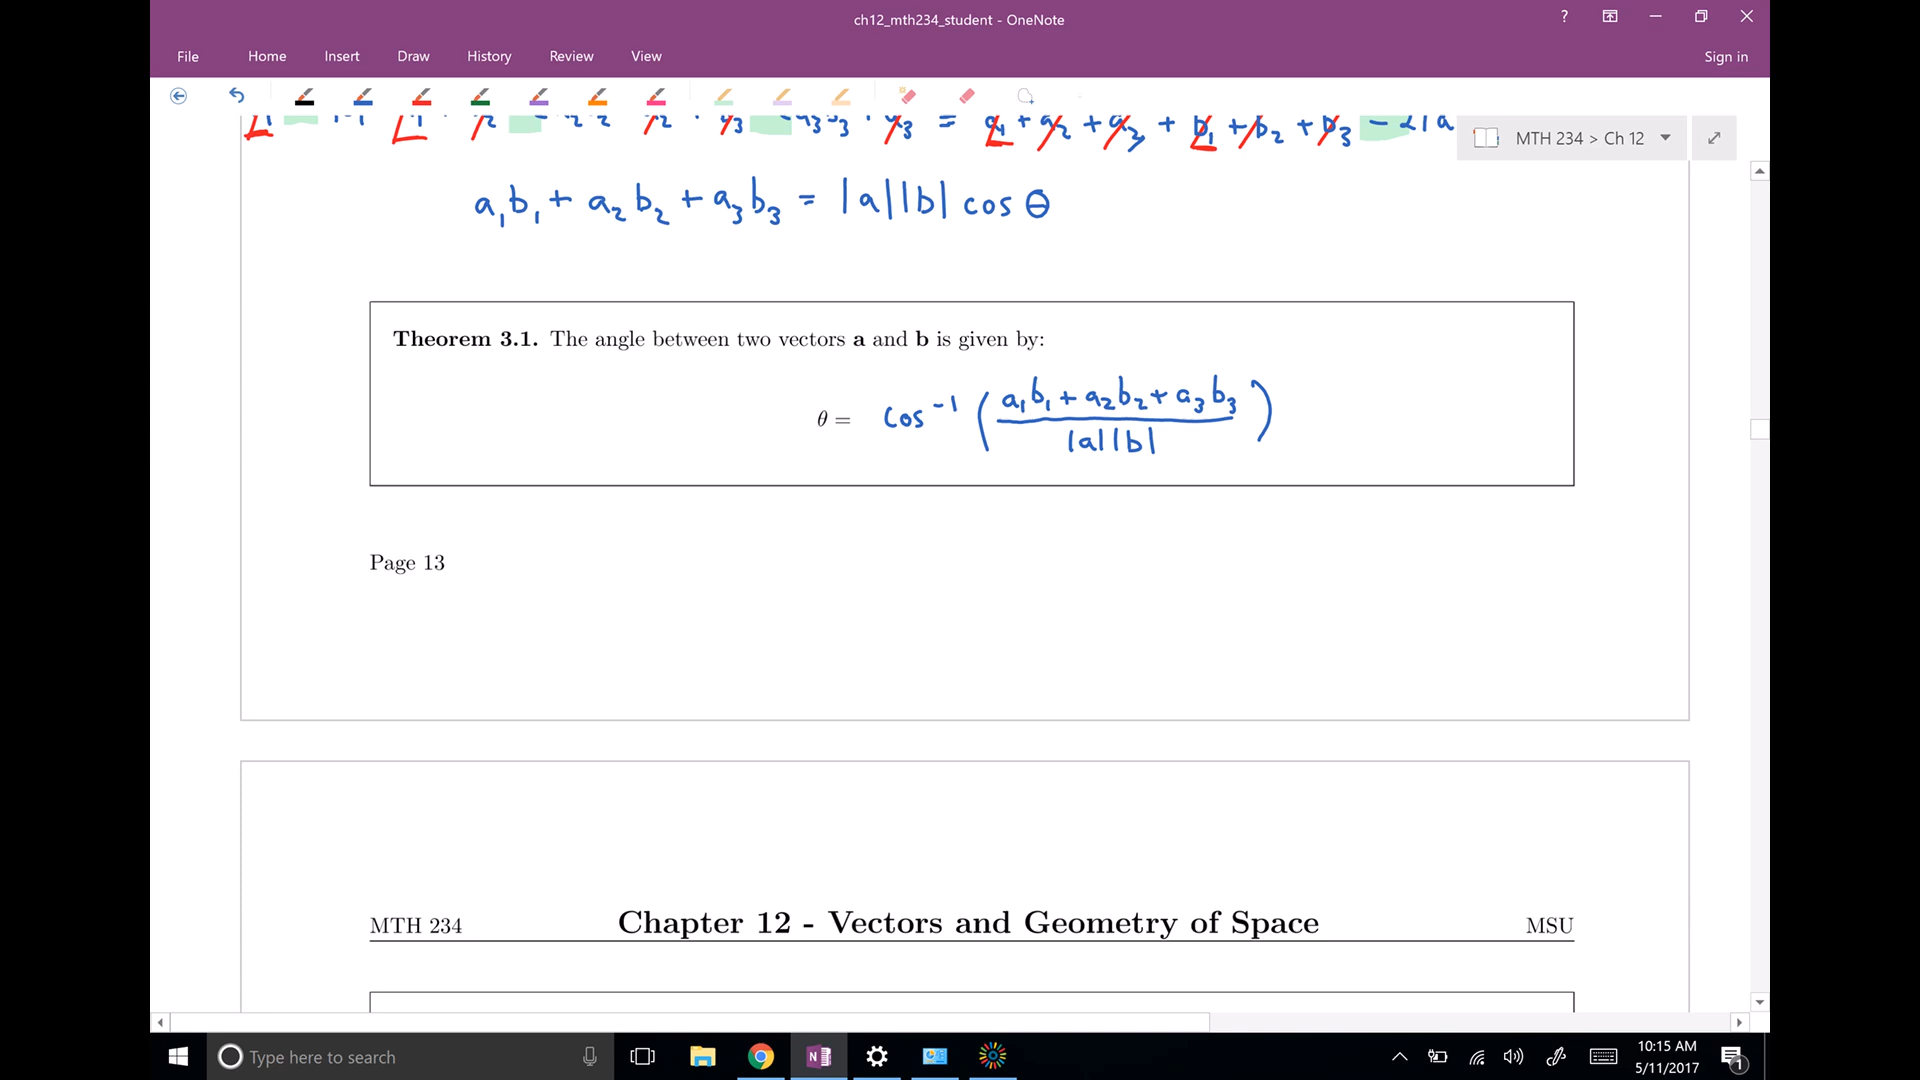 ch12_mth234_student - OneNote
?
File Home Insert Draw History Review View Sign in
MTH 234 > Ch 12
a₁b₁ + a₂b₂ + a₃b₃ = |a||b| cos θ
Theorem 3.1. The angle between two vectors a and b is given by:
θ = cos⁻¹ ( (a₁b₁ + a₂b₂ + a₃b₃) / |a||b| )
Page 13
MTH 234 Chapter 12 - Vectors and Geometry of Space MSU
Type here to search
10:15 AM
5/11/2017
1